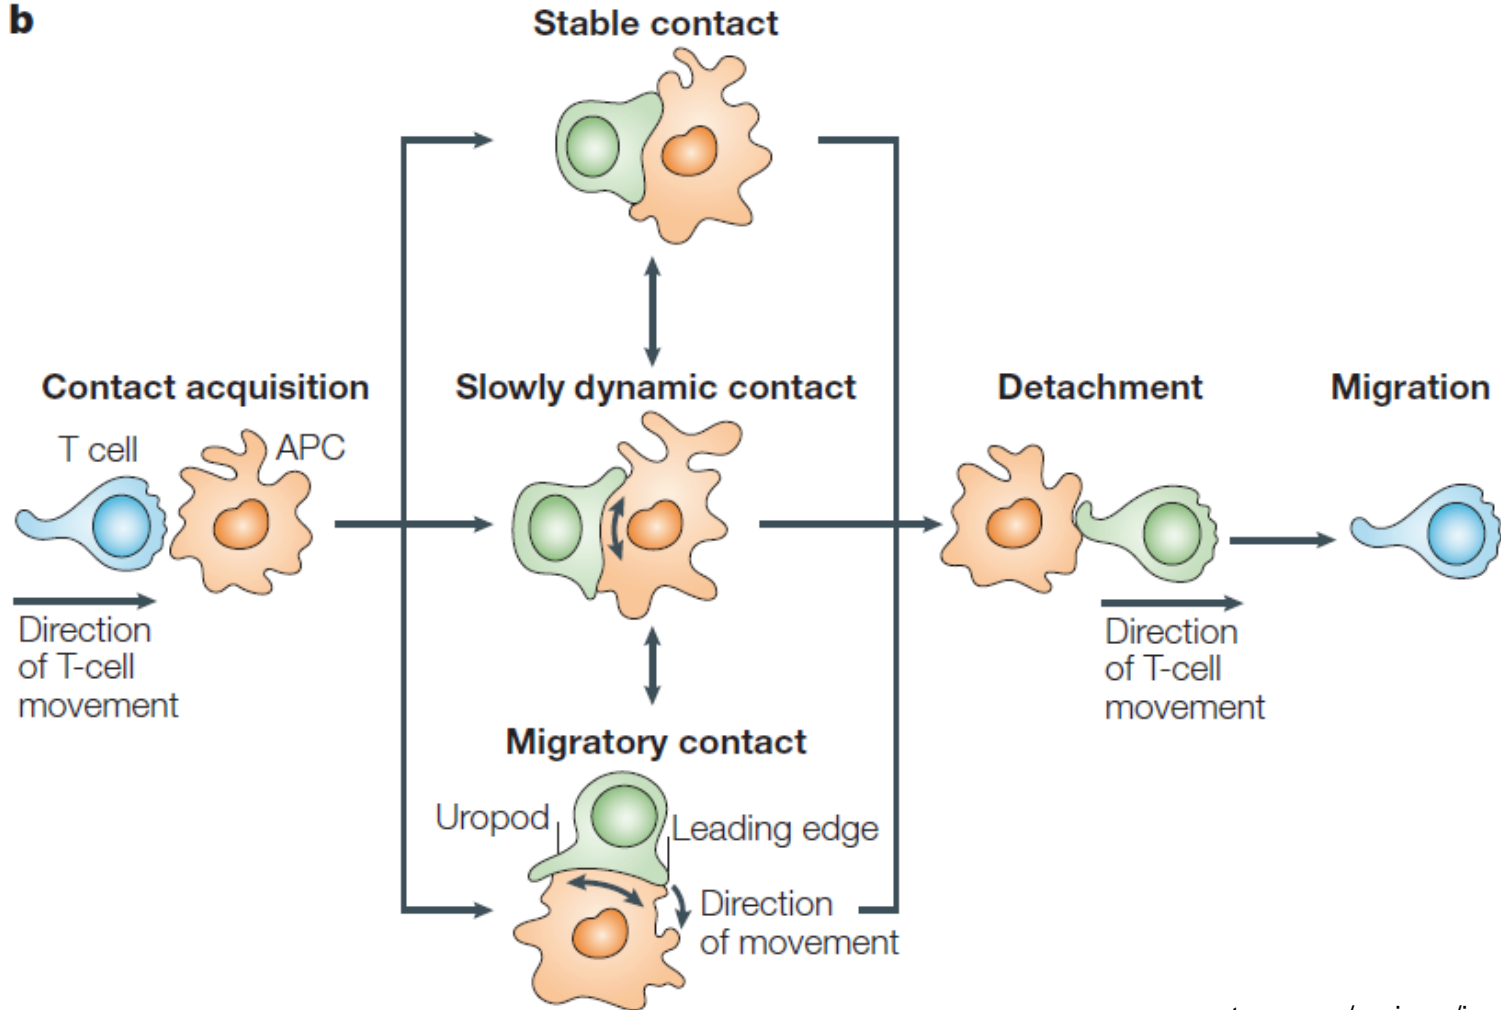 b
Stable contact
Contact acquisition
Slowly dynamic contact
Detachment
Migration
T cell
APC
Direction
of T-cell
movement
Direction
of T-cell
movement
Migratory contact
Uropod
Leading edge
Direction
of movement